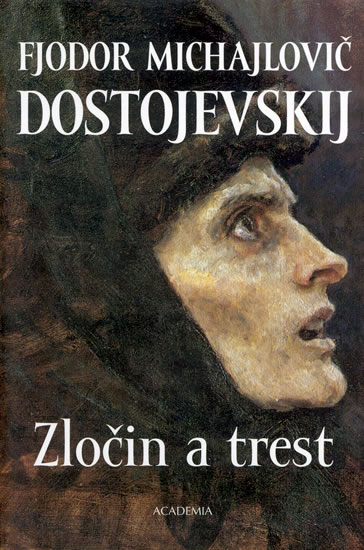 FJODOR MICHAJLOVIČ
DOSTOJEVSKIJ
Zločin a trest
ACADEMIA